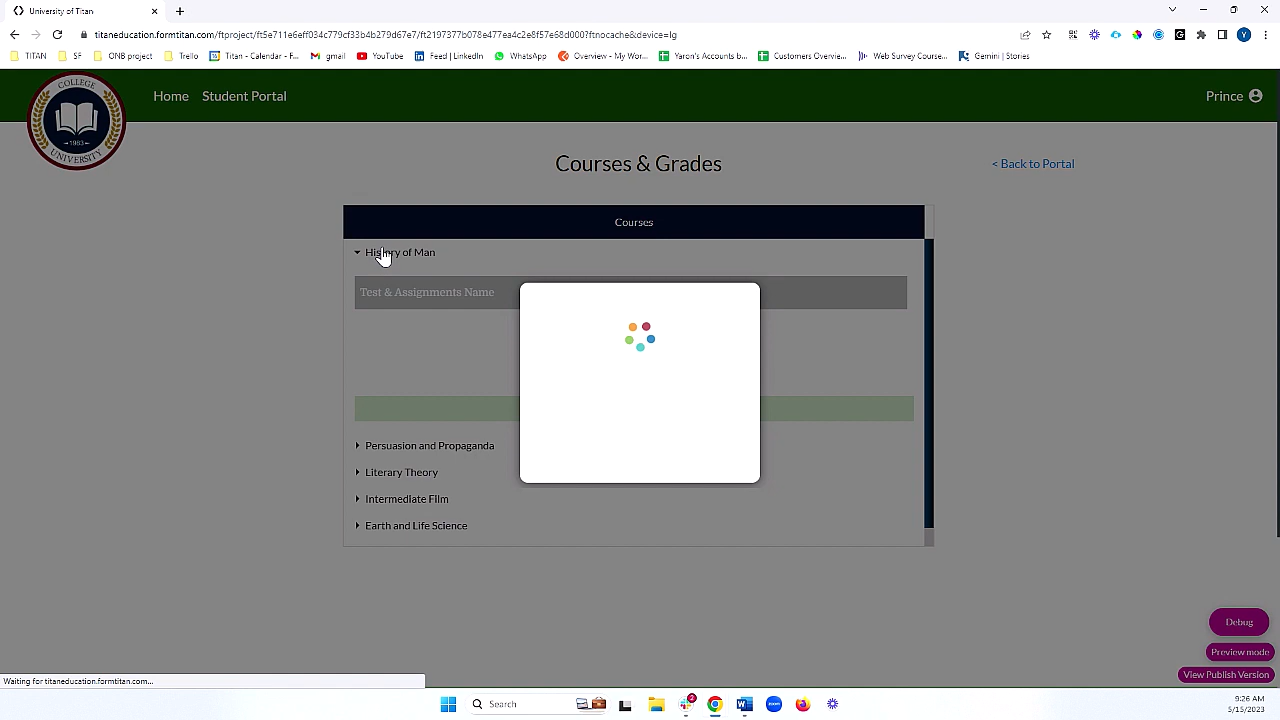 University of Titan
titaneducation.formtitan.com/ftproject/ft5e711e6eff034c779cf33b4b279d67e7/ft2197377b078e477ea4c2e8f57e68d000?ftnocache&device=lg
TITAN
SF
ONB project
Trello
Titan - Calendar - F...
gmail
YouTube
Feed | LinkedIn
WhatsApp
Overview - My Wor...
Yaron's Accounts b...
Customers Overvie...
Web Survey Course...
Gemini | Stories
COLLEGE
1983
UNIVERSITY
Home
Student Portal
Prince
Courses & Grades
< Back to Portal
Courses
History of Man
Test & Assignments Name
Persuasion and Propaganda
Literary Theory
Intermediate Film
Earth and Life Science
Debug
Preview mode
View Publish Version
Waiting for titaneducation.formtitan.com...
Search
2
9:26 AM
5/15/2023